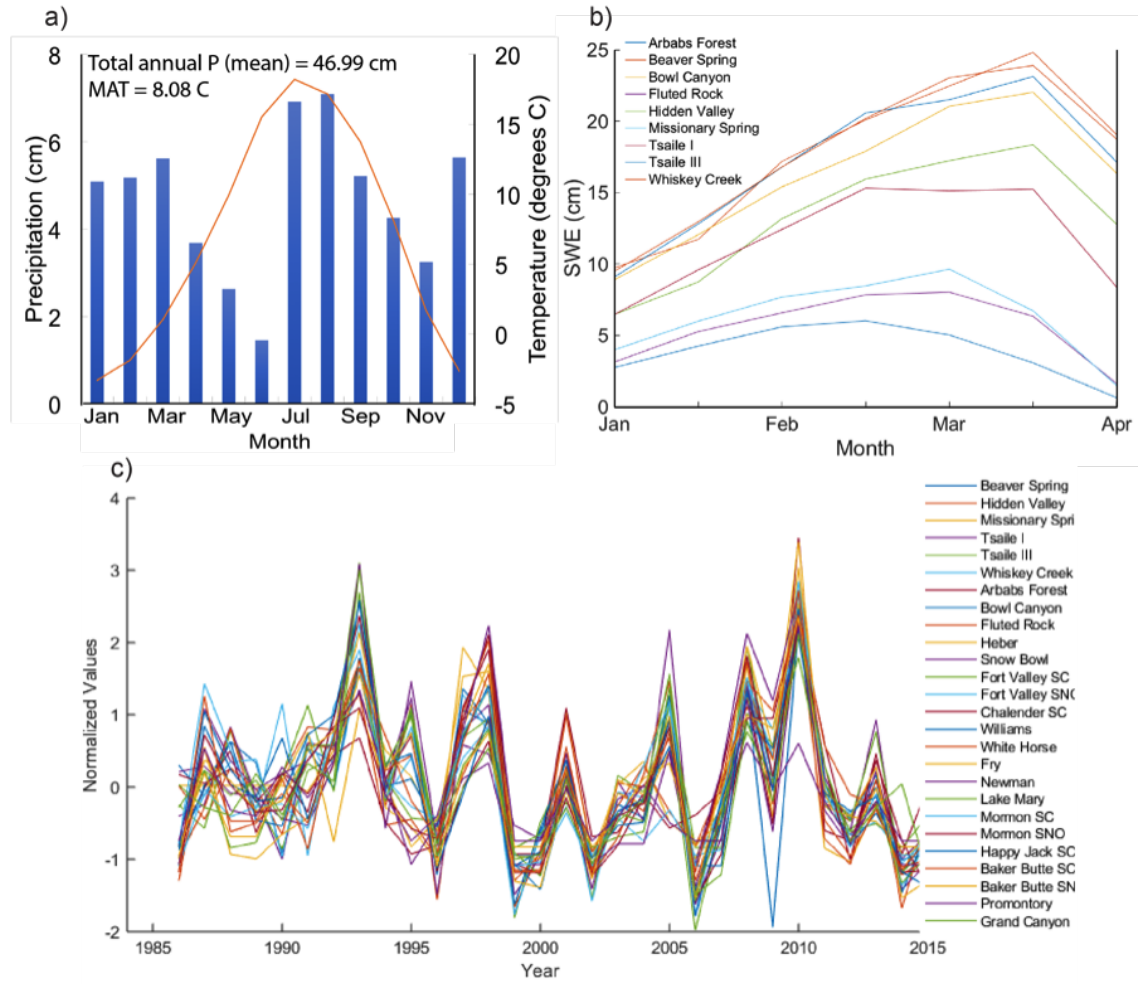 a)
Total annual P (mean) = 46.99 cm
MAT = 8.08 C
8
6
4
2
0
Precipitation (cm)
20
15
10
5
0
-5
Temperature (degrees C)
Jan Mar May Jul Sep Nov
Month
b)
Arbabs Forest
Beaver Spring
Bowl Canyon
Fluted Rock
Hidden Valley
Missionary Spring
Tsaile I
Tsaile III
Whiskey Creek
25
20
15
10
5
0
SWE (cm)
Jan Feb Mar Apr
Month
c)
4
3
2
1
0
-1
-2
Normalized Values
1985 1990 1995 2000 2005 2010 2015
Year
Beaver Spring
Hidden Valley
Missionary Spri
Tsaile I
Tsaile III
Whiskey Creek
Arbabs Forest
Bowl Canyon
Fluted Rock
Heber
Snow Bowl
Fort Valley SC
Fort Valley SNO
Chalender SC
Williams
White Horse
Fry
Newman
Lake Mary
Mormon SC
Mormon SNO
Happy Jack SC
Baker Butte SC
Baker Butte SN
Promontory
Grand Canyon